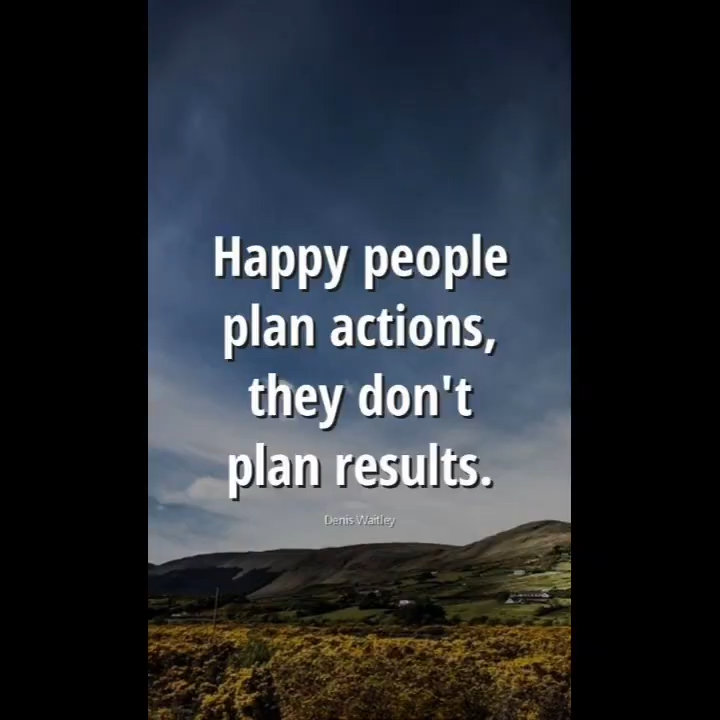 Happy people
plan actions,
they don't
plan results.
Denis Waitley